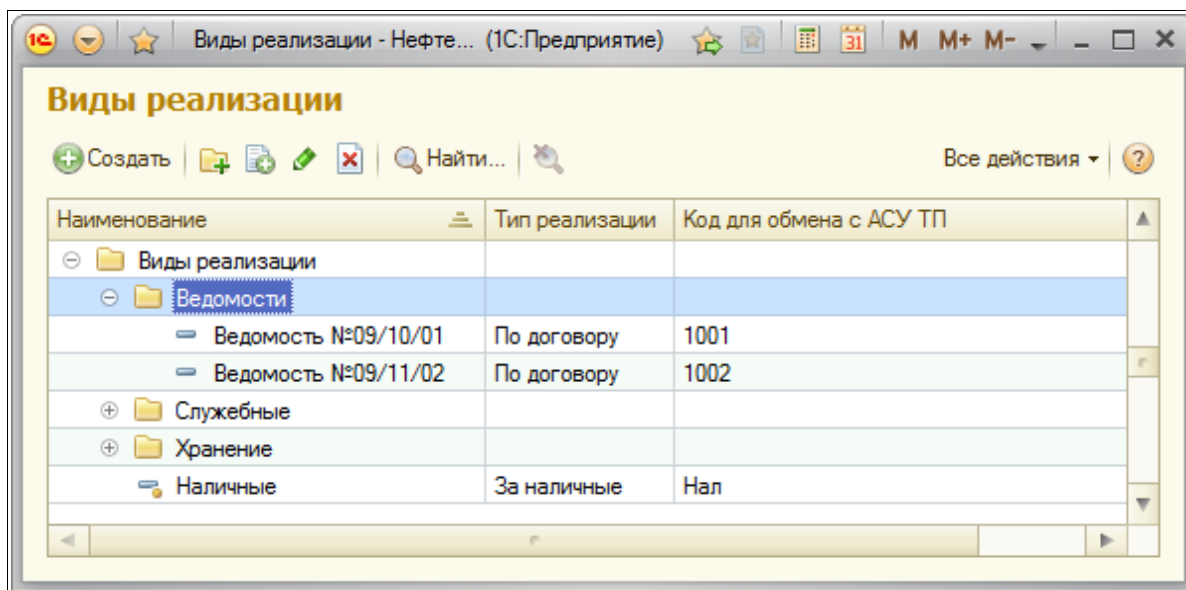 1С Виды реализации - Нефте... (1С:Предприятие) 31 M M+ M-
Виды реализации
Создать Найти... Все действия ?
Наименование Тип реализации Код для обмена с АСУ ТП
Виды реализации
Ведомости
Ведомость №09/10/01 По договору 1001
Ведомость №09/11/02 По договору 1002
Служебные
Хранение
Наличные За наличные Нал